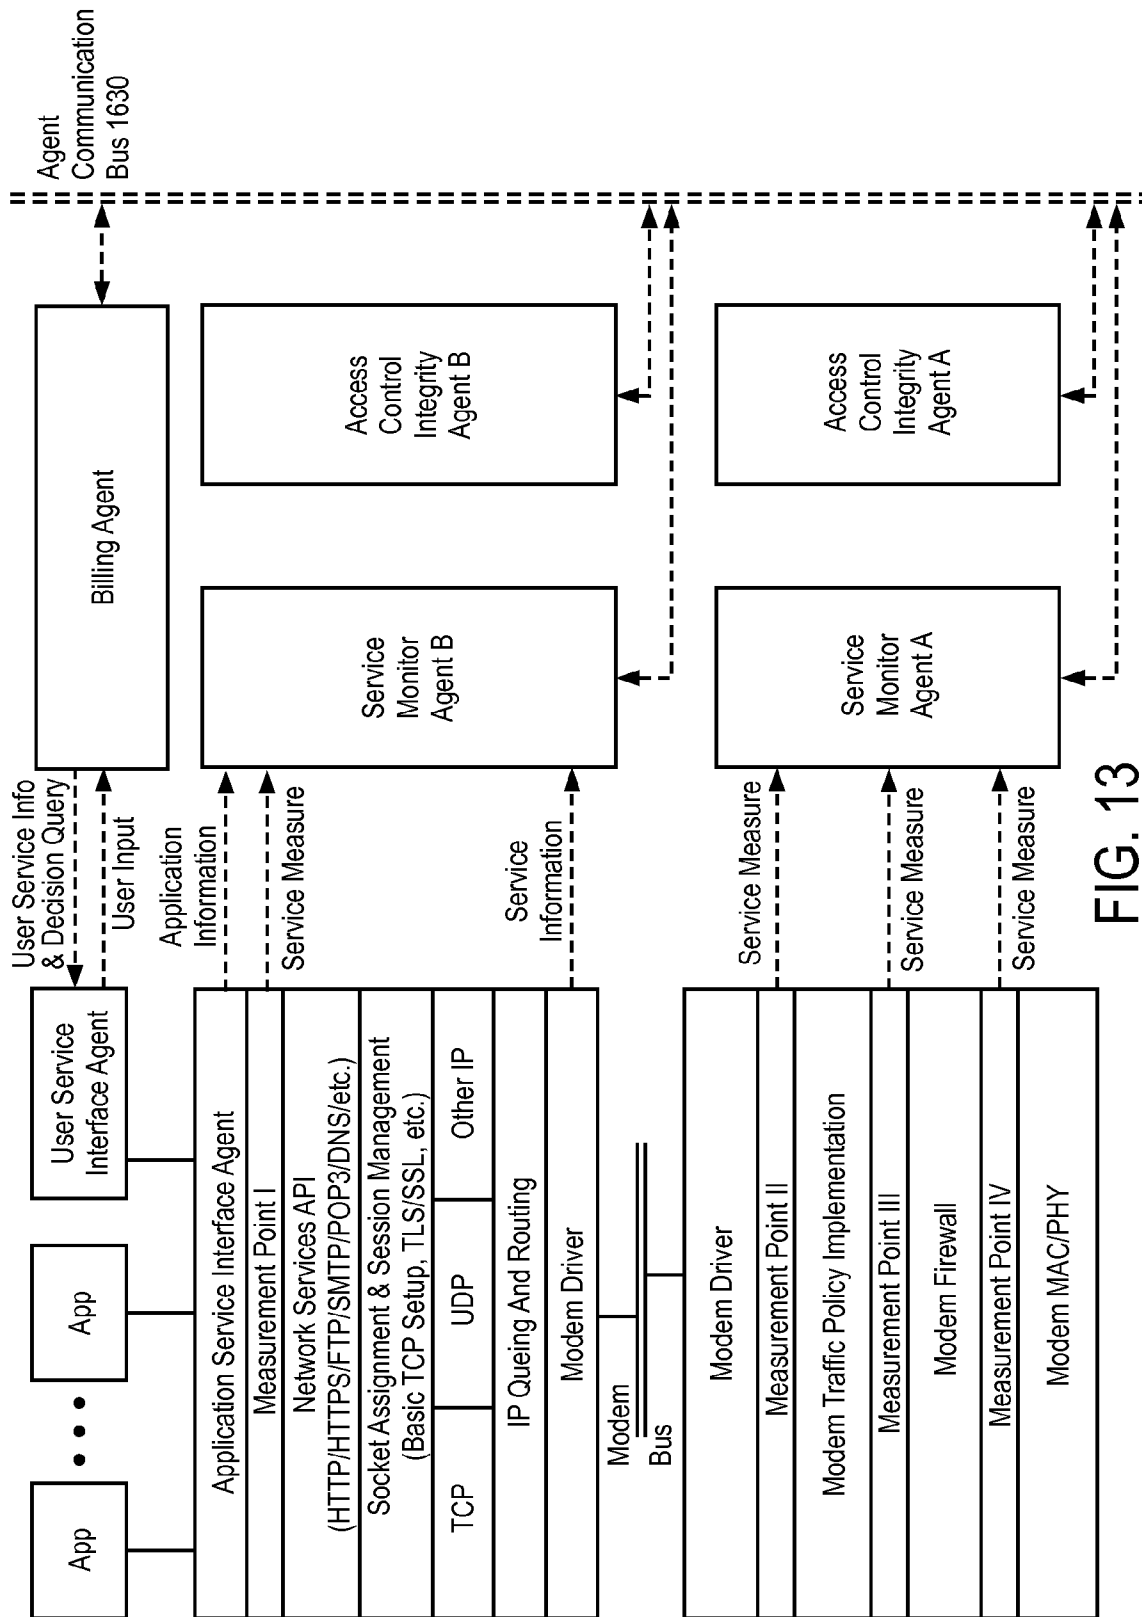 App
App
User Service
Interface Agent
User Service Info
& Decision Query
User Input
Billing Agent
Agent
Communication
Bus 1630
Application Service Interface Agent
Measurement Point I
Network Services API
(HTTP/HTTPS/FTP/SMTP/POP3/DNS/etc.)
Socket Assignment & Session Management
(Basic TCP Setup, TLS/SSL, etc.)
TCP
UDP
Other IP
IP Queing And Routing
Modem Driver
Application
Information
Service Measure
Service
Information
Service
Monitor
Agent B
Access
Control
Integrity
Agent B
Modem
Bus
Modem Driver
Measurement Point II
Modem Traffic Policy Implementation
Measurement Point III
Modem Firewall
Measurement Point IV
Modem MAC/PHY
Service Measure
Service Measure
Service Measure
Service
Monitor
Agent A
Access
Control
Integrity
Agent A
FIG. 13